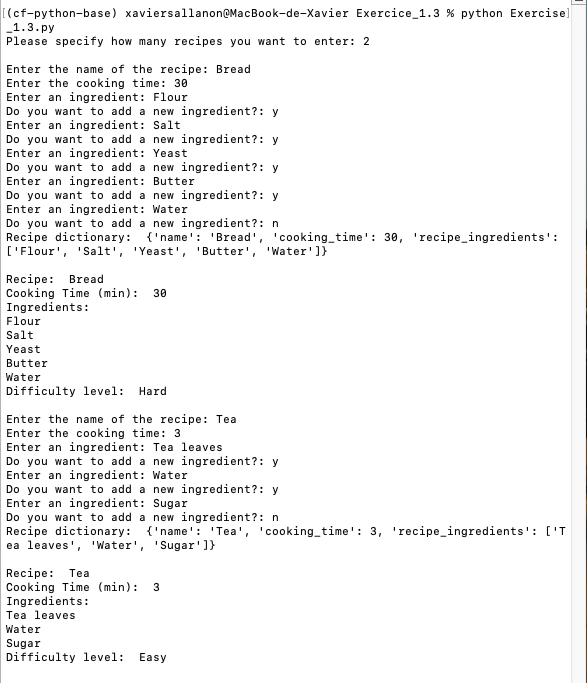 (cf-python-base) xaviersallanon@MacBook-de-Xavier Exercice_1.3 % python Exercise
_1.3.py
Please specify how many recipes you want to enter: 2

Enter the name of the recipe: Bread
Enter the cooking time: 30
Enter an ingredient: Flour
Do you want to add a new ingredient?: y
Enter an ingredient: Salt
Do you want to add a new ingredient?: y
Enter an ingredient: Yeast
Do you want to add a new ingredient?: y
Enter an ingredient: Butter
Do you want to add a new ingredient?: y
Enter an ingredient: Water
Do you want to add a new ingredient?: n
Recipe dictionary:  {'name': 'Bread', 'cooking_time': 30, 'recipe_ingredients':
['Flour', 'Salt', 'Yeast', 'Butter', 'Water']}

Recipe:  Bread
Cooking Time (min):  30
Ingredients:
Flour
Salt
Yeast
Butter
Water
Difficulty level:  Hard

Enter the name of the recipe: Tea
Enter the cooking time: 3
Enter an ingredient: Tea leaves
Do you want to add a new ingredient?: y
Enter an ingredient: Water
Do you want to add a new ingredient?: y
Enter an ingredient: Sugar
Do you want to add a new ingredient?: n
Recipe dictionary:  {'name': 'Tea', 'cooking_time': 3, 'recipe_ingredients': ['T
ea leaves', 'Water', 'Sugar']}

Recipe:  Tea
Cooking Time (min):  3
Ingredients:
Tea leaves
Water
Sugar
Difficulty level:  Easy